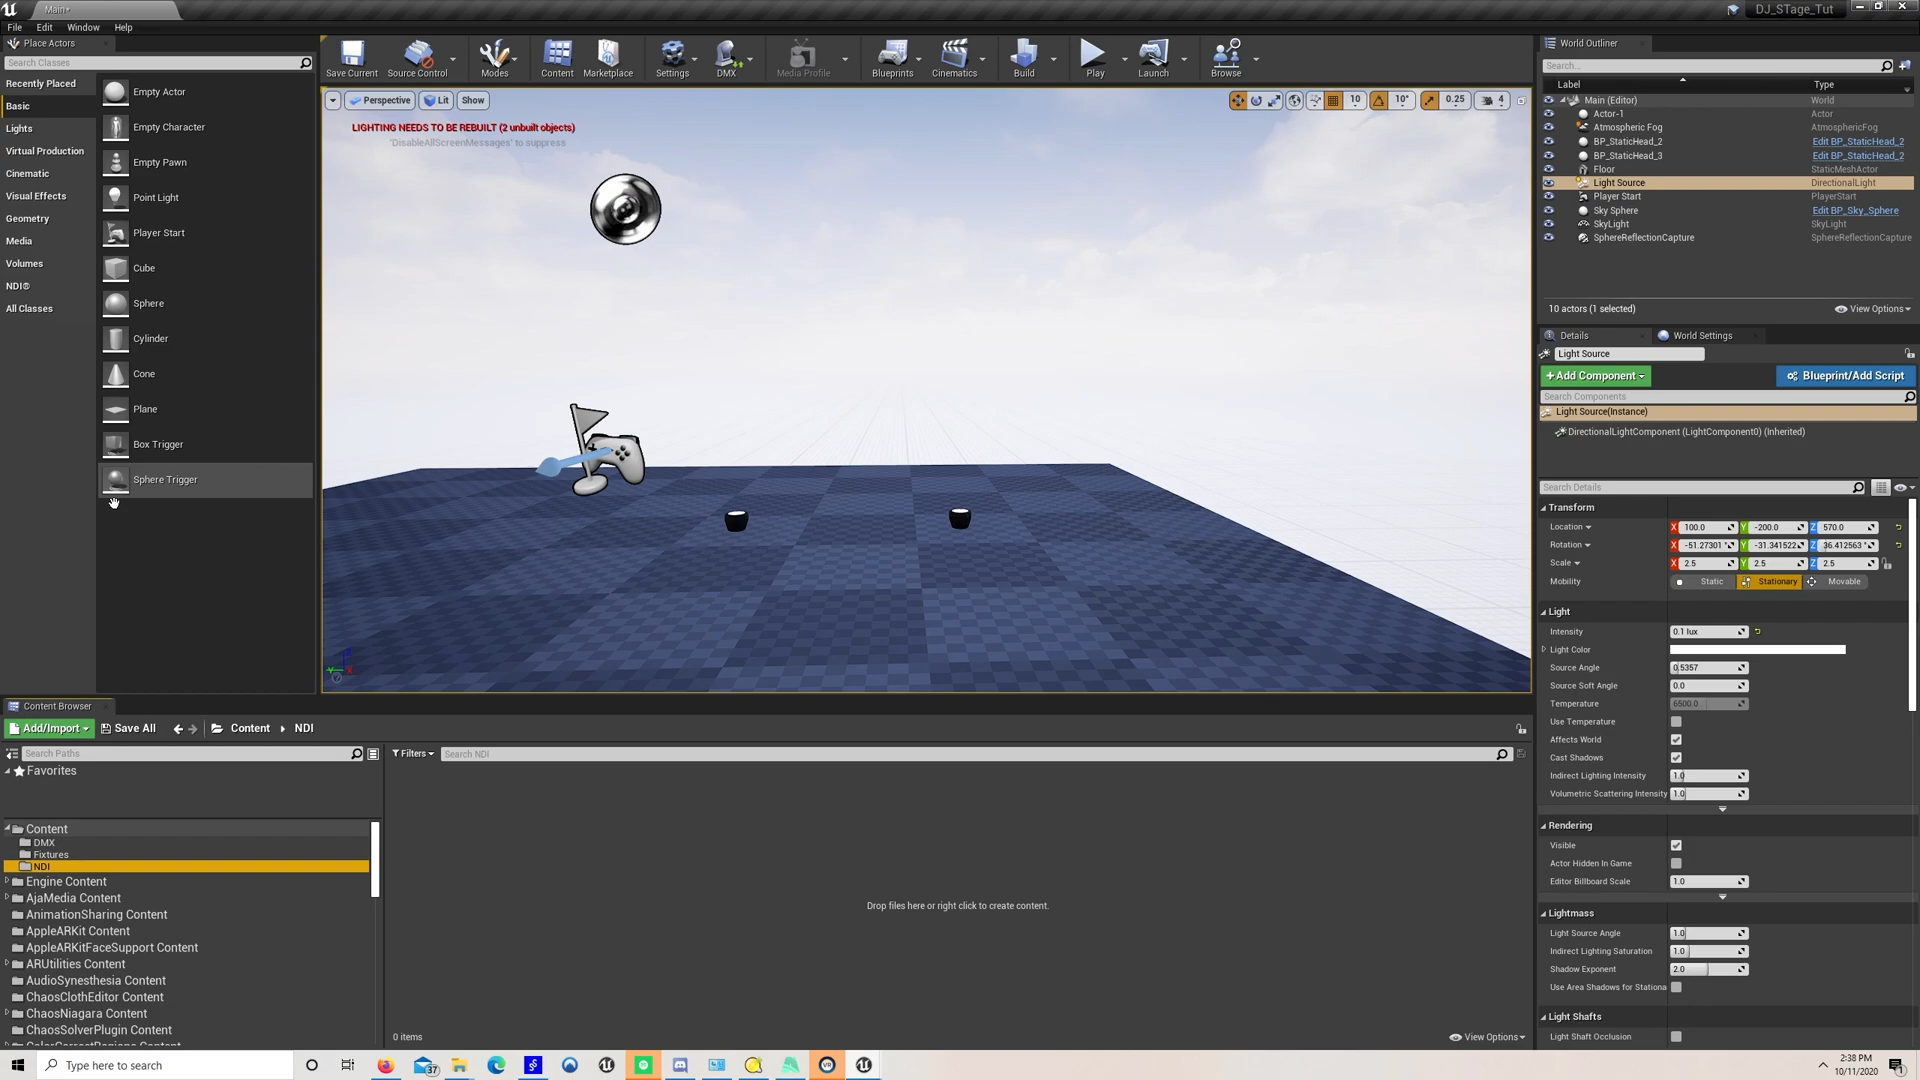 Main*
DJ_STage_Tut
File Edit Window Help
Place Actors
Search Classes
Recently Placed
Basic
Lights
Virtual Production
Cinematic
Visual Effects
Geometry
Media
Volumes
NDI®
All Classes
Empty Actor
Empty Character
Empty Pawn
Point Light
Player Start
Cube
Sphere
Cylinder
Cone
Plane
Box Trigger
Sphere Trigger
Save Current Source Control Modes Content Marketplace Settings DMX Media Profile Blueprints Cinematics Build Play Launch Browse
Perspective Lit Show
10 10° 0.25 4
LIGHTING NEEDS TO BE REBUILT (2 unbuilt objects)
'DisableAllScreenMessages' to suppress
World Outliner
Search...
Label Type
Main (Editor) World
Actor-1 Actor
Atmospheric Fog AtmosphericFog
BP_StaticHead_2 Edit BP_StaticHead_2
BP_StaticHead_3 Edit BP_StaticHead_2
Floor StaticMeshActor
Light Source DirectionalLight
Player Start PlayerStart
Sky Sphere Edit BP_Sky_Sphere
SkyLight SkyLight
SphereReflectionCapture SphereReflectionCapture
10 actors (1 selected) View Options
Details World Settings
Light Source
+Add Component Blueprint/Add Script
Search Components
Light Source(Instance)
DirectionalLightComponent (LightComponent0) (Inherited)
Search Details
Transform
Location X 100.0 Y -200.0 Z 570.0
Rotation X -51.27301 ° Y -31.341522 Z 36.412563 °
Scale X 2.5 Y 2.5 Z 2.5
Mobility Static Stationary Movable
Light
Intensity 0.1 lux
Light Color
Source Angle 0.5357
Source Soft Angle 0.0
Temperature 6500.0
Use Temperature
Affects World
Cast Shadows
Indirect Lighting Intensity 1.0
Volumetric Scattering Intensity 1.0
Rendering
Visible
Actor Hidden In Game
Editor Billboard Scale 1.0
Lightmass
Light Source Angle 1.0
Indirect Lighting Saturation 1.0
Shadow Exponent 2.0
Use Area Shadows for Stationa
Light Shafts
Light Shaft Occlusion
Content Browser
Add/Import Save All Content NDI
Search Paths
Favorites
Content
DMX
Fixtures
NDI
Engine Content
AjaMedia Content
AnimationSharing Content
AppleARKit Content
AppleARKitFaceSupport Content
ARUtilities Content
AudioSynesthesia Content
ChaosClothEditor Content
ChaosNiagara Content
ChaosSolverPlugin Content
Filters Search NDI
Drop files here or right click to create content.
0 items View Options
Type here to search
37
2:38 PM
10/11/2020
1